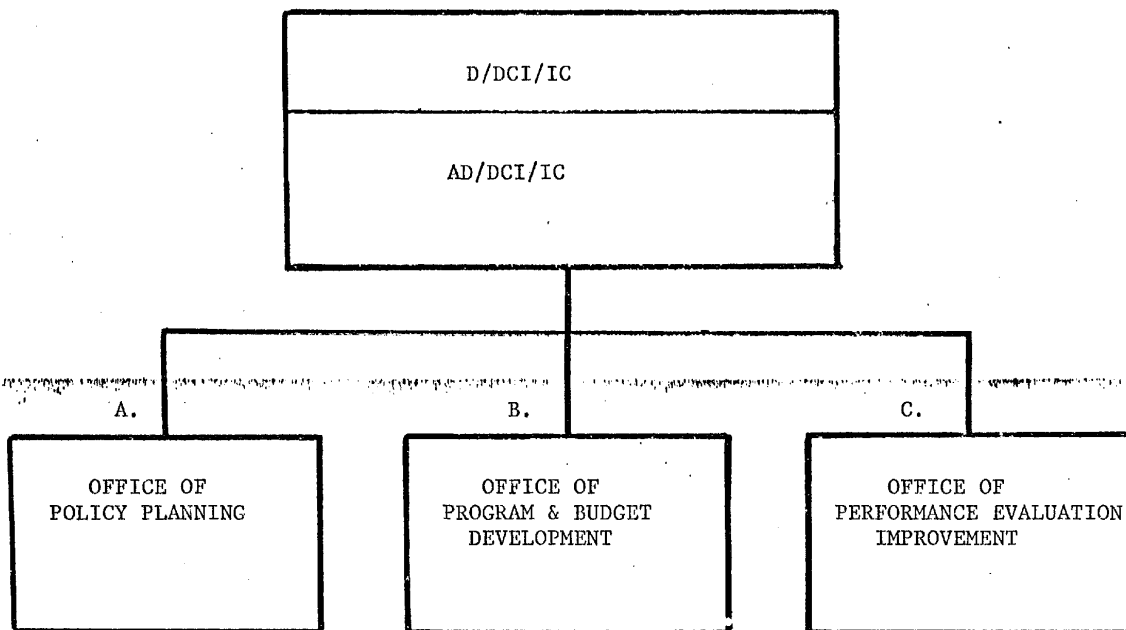 D/DCI/IC
AD/DCI/IC
A.
B.
C.
OFFICE OF
POLICY PLANNING
OFFICE OF
PROGRAM & BUDGET
DEVELOPMENT
OFFICE OF
PERFORMANCE EVALUATION
IMPROVEMENT